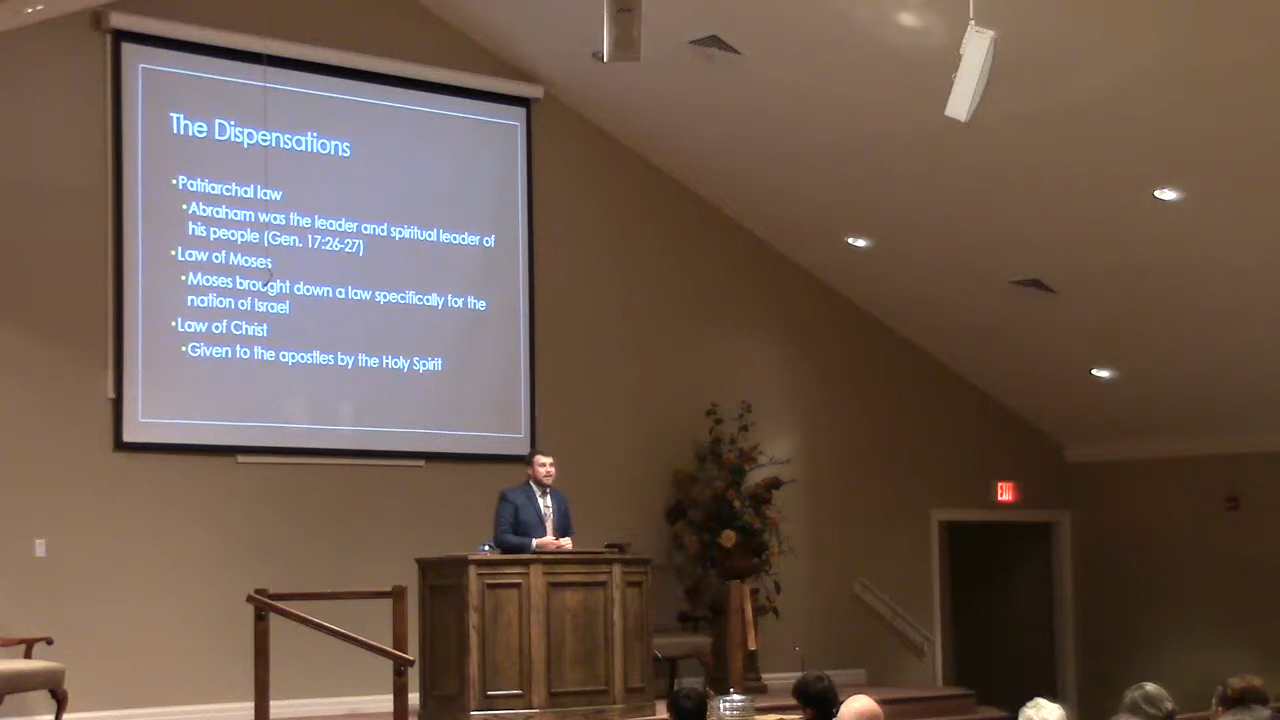 The Dispensations
•Patriarchal law
•Abraham was the leader and spiritual leader of
his people (Gen. 17:26-27)
•Law of Moses
•Moses brought down a law specifically for the
nation of Israel
•Law of Christ
•Given to the apostles by the Holy Spirit
EXIT